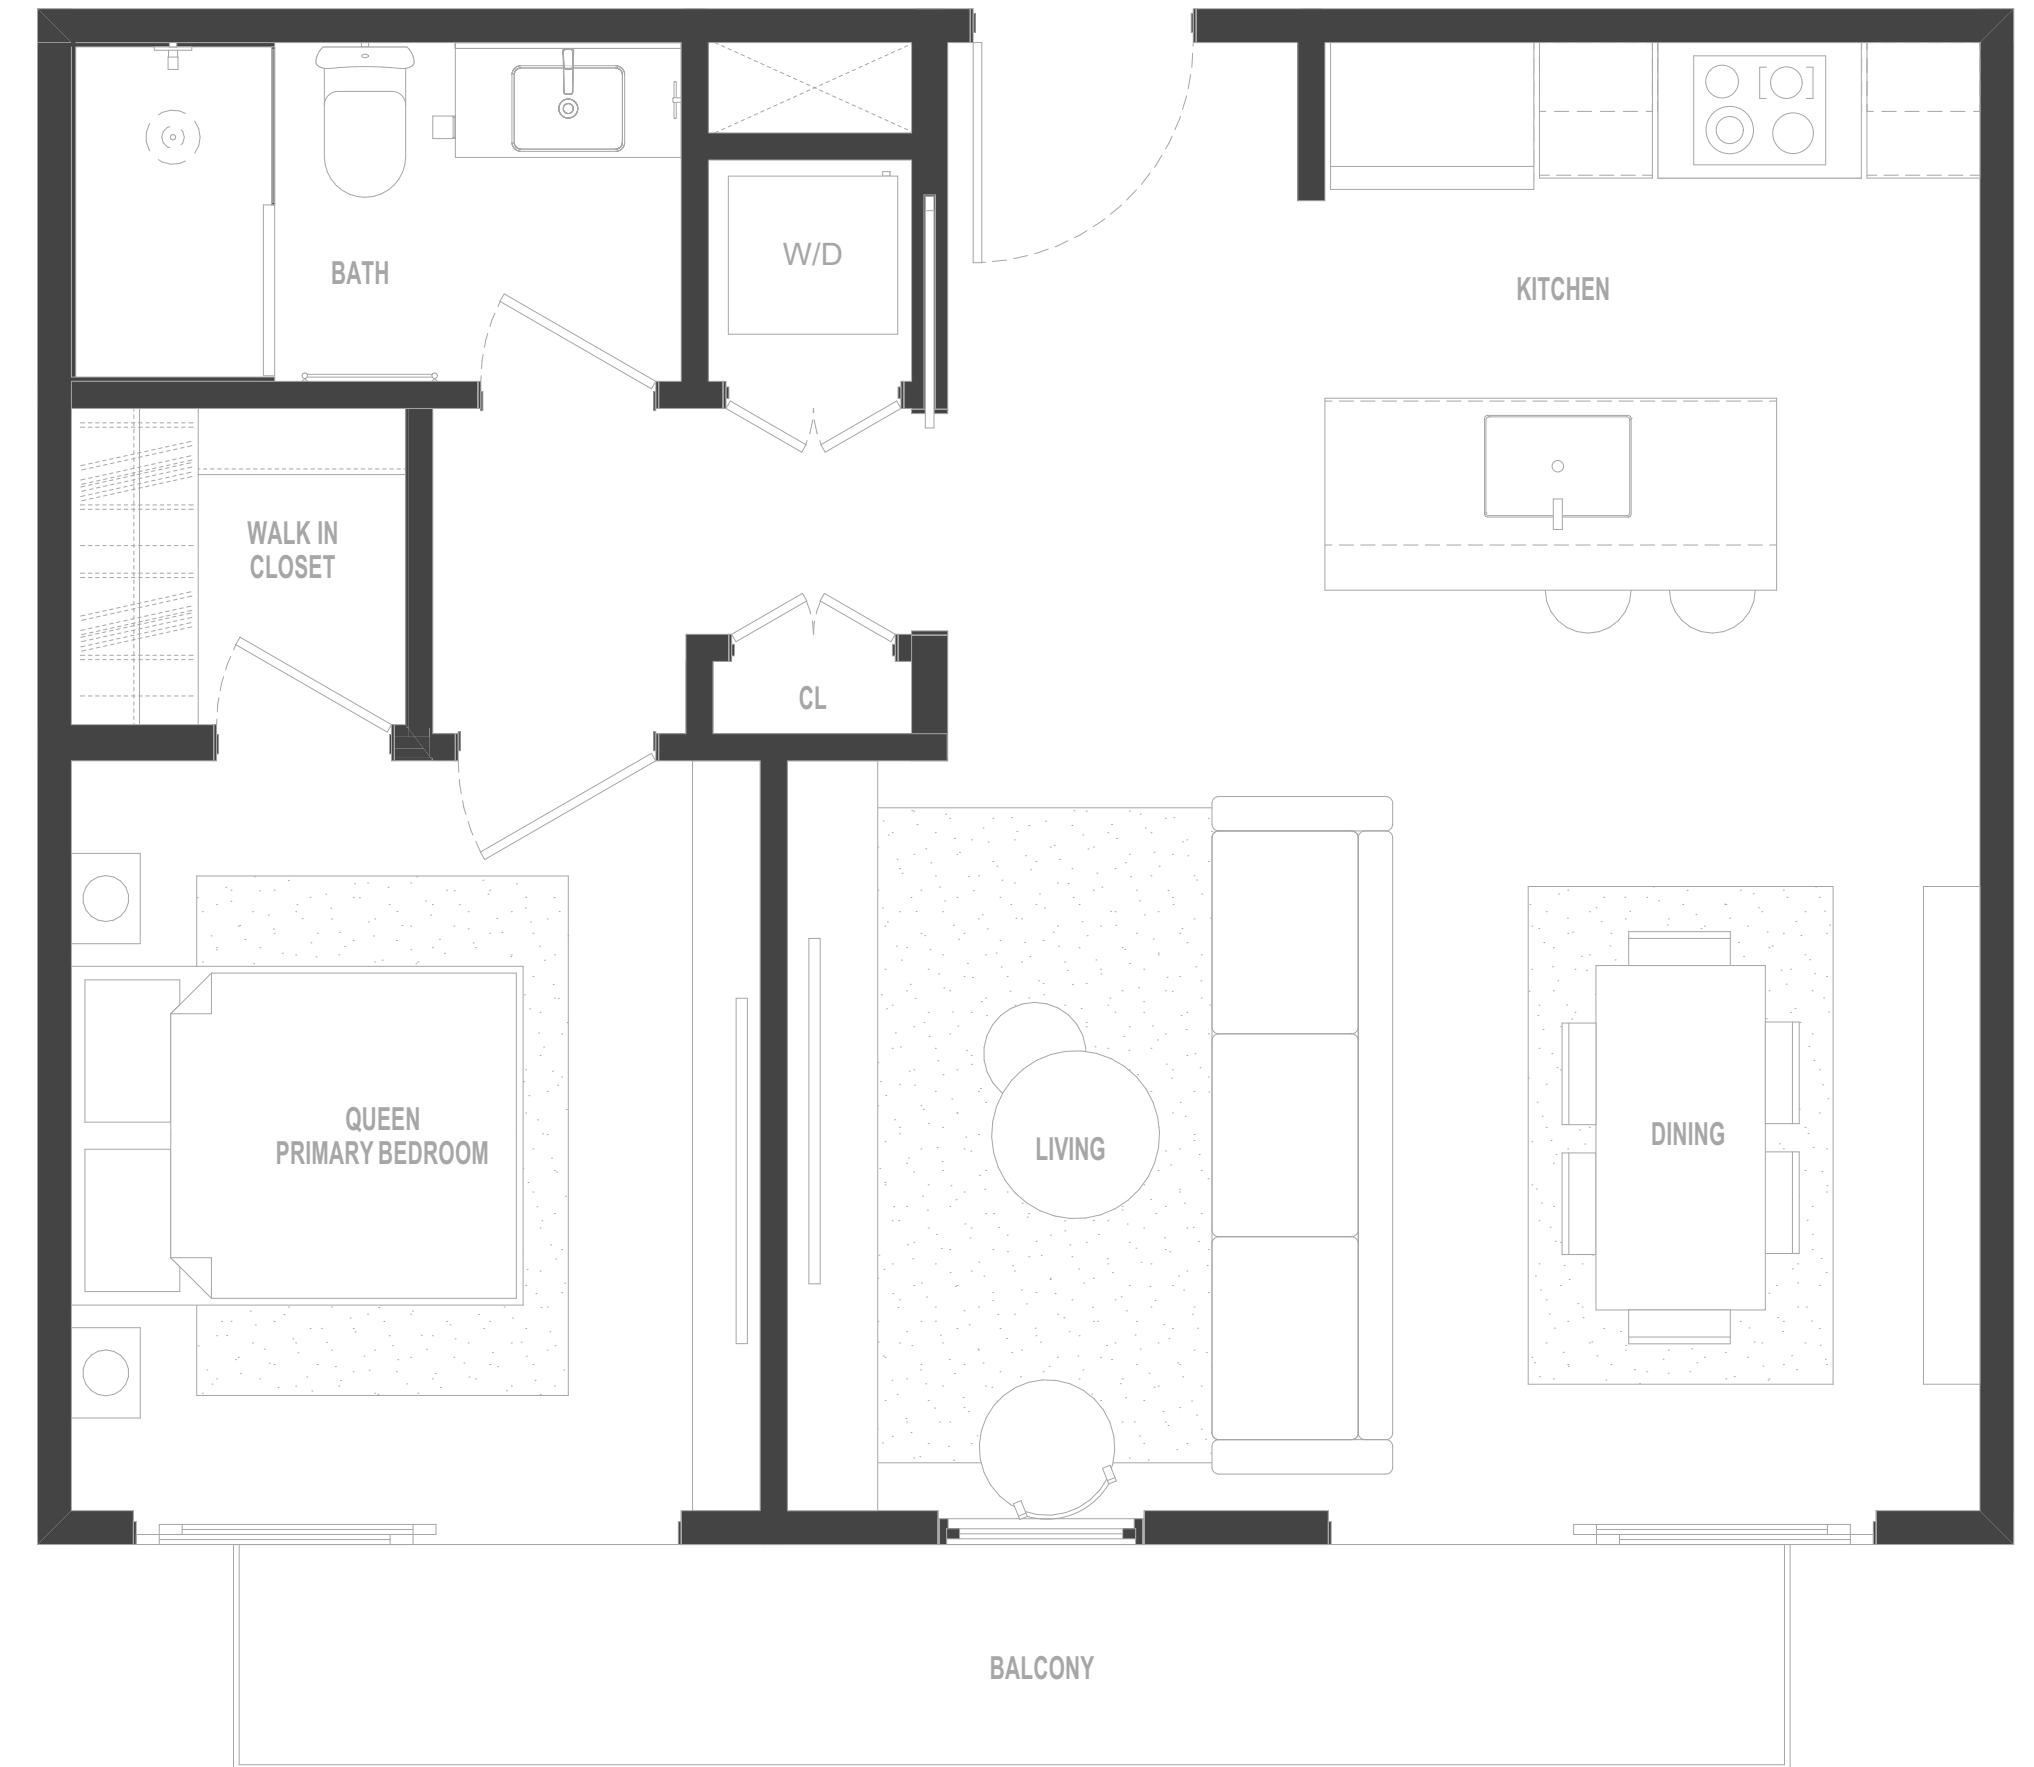 W/D
BATH
KITCHEN
WALK IN
CLOSET
CL
QUEEN
PRIMARY BEDROOM
LIVING
DINING
BALCONY